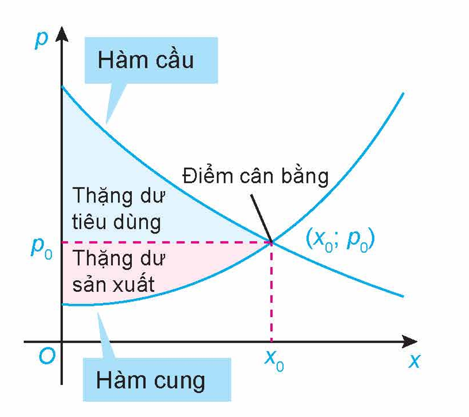 p
Hàm cầu
Điểm cân bằng
Thặng dư
tiêu dùng
p₀
(x₀; p₀)
Thặng dư
sản xuất
O
x₀
x
Hàm cung